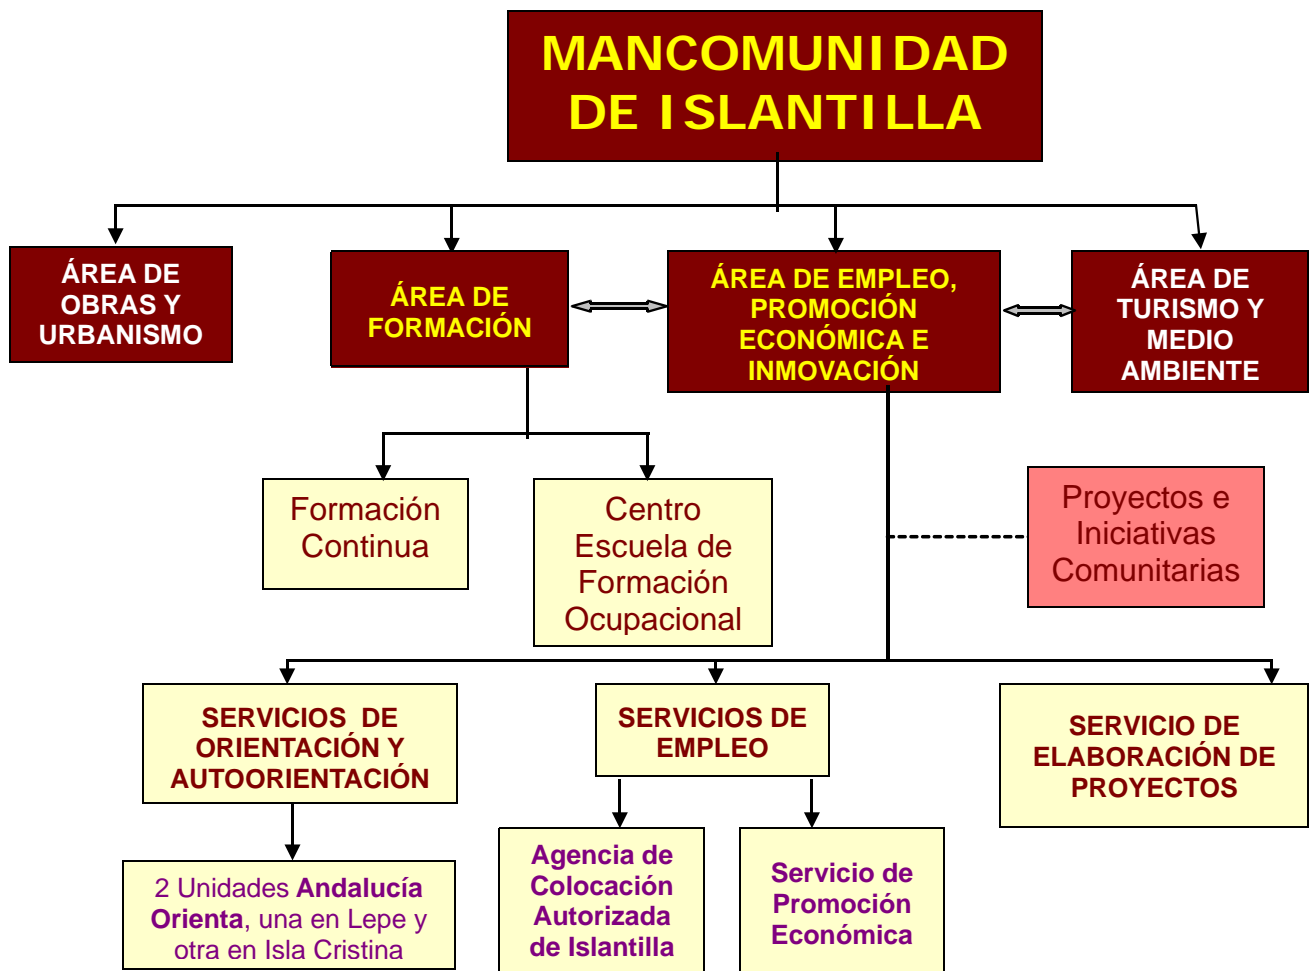 MANCOMUNIDAD
DE ISLANTILLA
ÁREA DE
OBRAS Y
URBANISMO
ÁREA DE
FORMACIÓN
ÁREA DE EMPLEO,
PROMOCIÓN
ECONÓMICA E
INMOVACIÓN
ÁREA DE
TURISMO Y
MEDIO
AMBIENTE
Formación
Continua
Centro
Escuela de
Formación
Ocupacional
Proyectos e
Iniciativas
Comunitarias
SERVICIOS DE
ORIENTACIÓN Y
AUTOORIENTACIÓN
SERVICIOS DE
EMPLEO
SERVICIO DE
ELABORACIÓN DE
PROYECTOS
2 Unidades Andalucía
Orienta, una en Lepe y
otra en Isla Cristina
Agencia de
Colocación
Autorizada
de Islantilla
Servicio de
Promoción
Económica